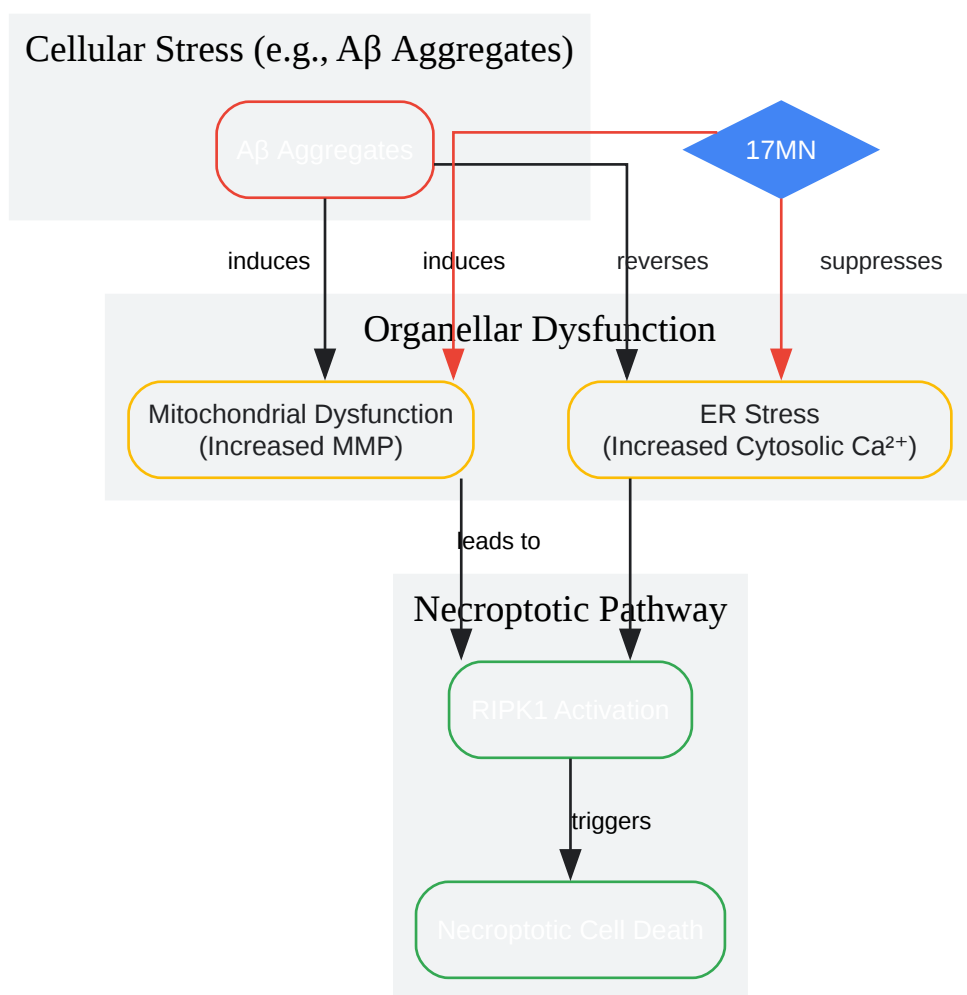 Cellular Stress (e.g., Aβ Aggregates)
Aβ Aggregates
17MN
induces
induces
reverses
suppresses
Organellar Dysfunction
Mitochondrial Dysfunction
(Increased MMP)
ER Stress
(Increased Cytosolic Ca²⁺)
leads to
Necroptotic Pathway
RIPK1 Activation
triggers
Necroptotic Cell Death